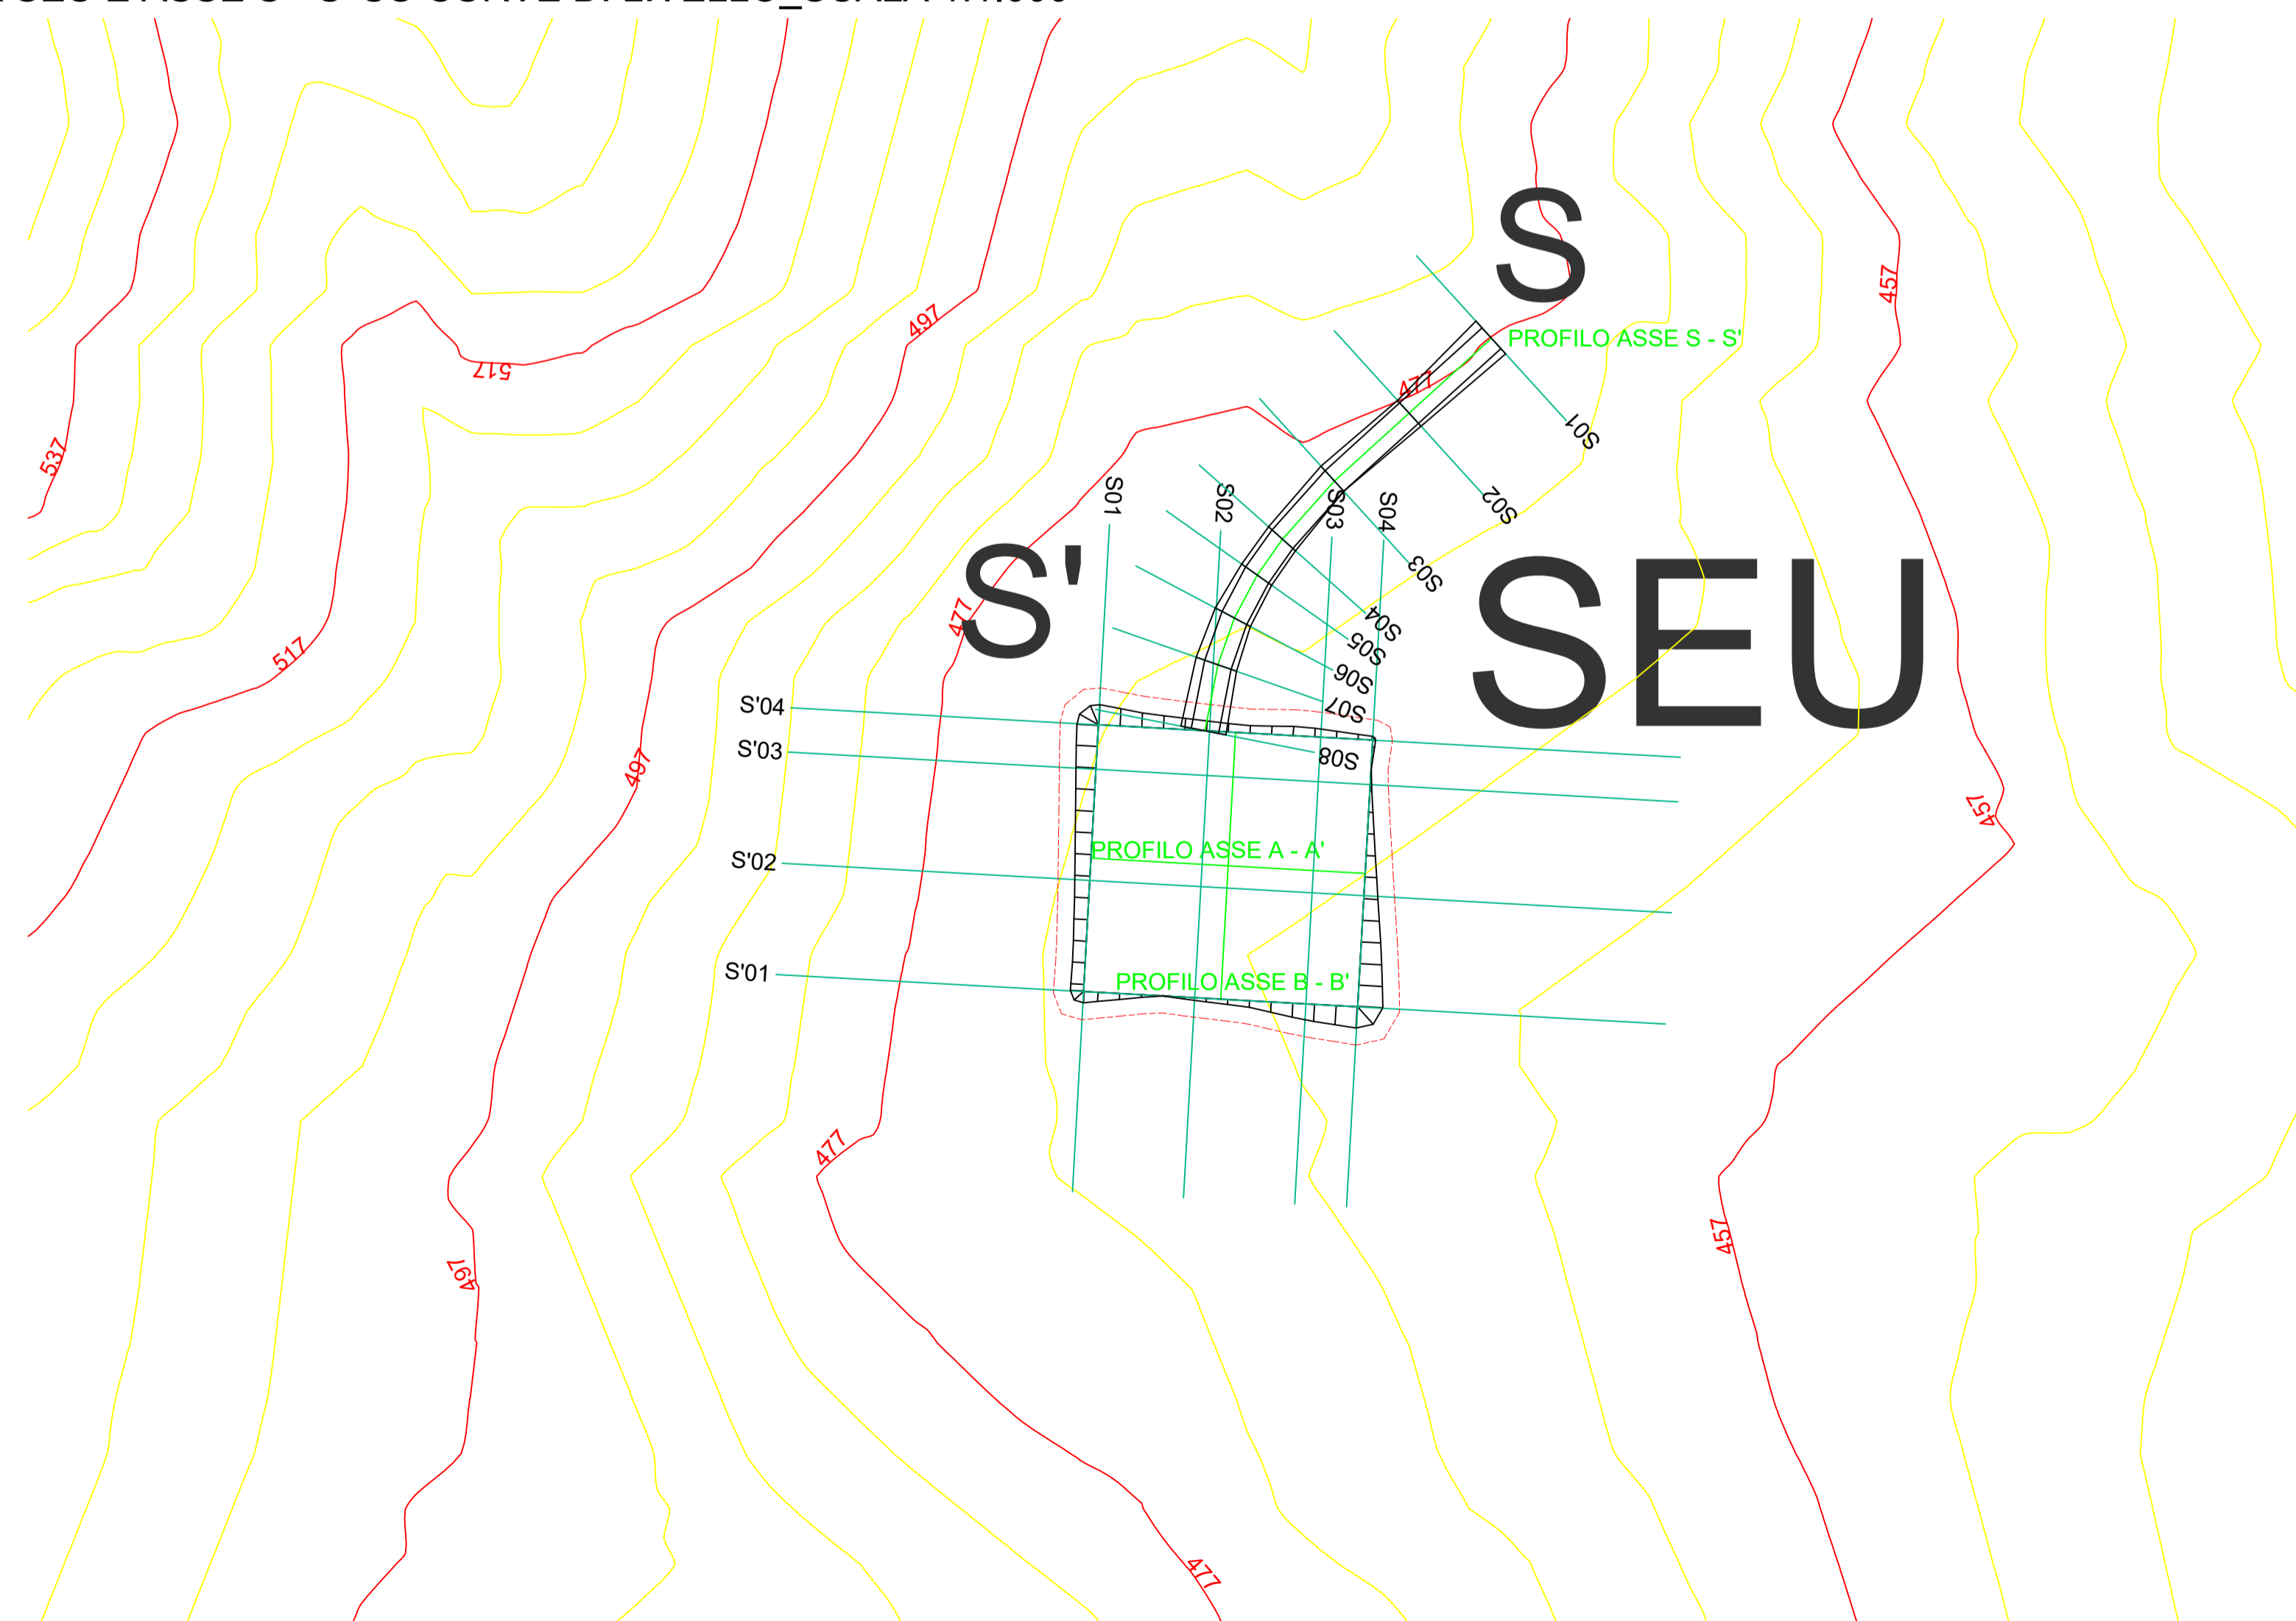 S
457
PROFILO ASSE S - S'
497
517
477
S01
537
S01
S02
S03
S04
S02
S'
SEU
S03
477
S04
S05
517
S06
S07
S'04
S'03
S08
497
457
PROFILO ASSE A - A'
S'02
S'01
PROFILO ASSE B - B'
477
457
497
477